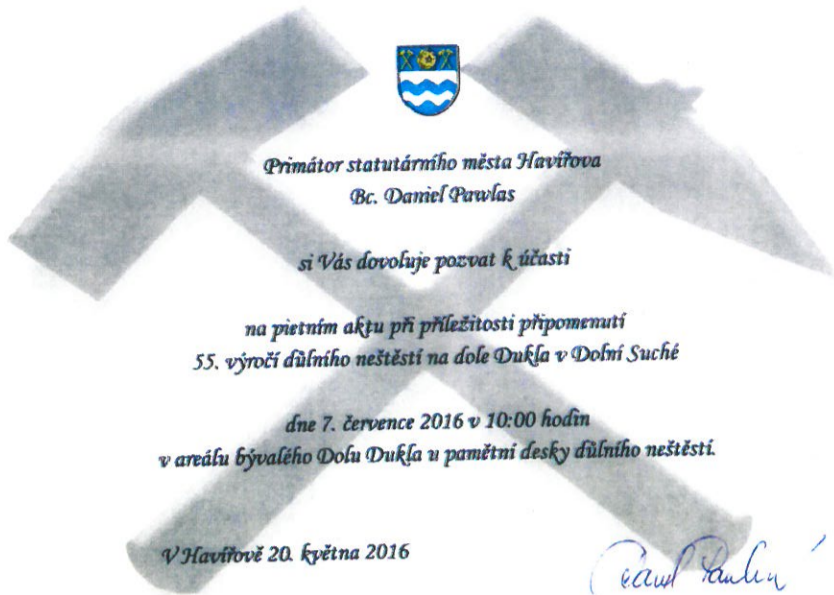 Primátor statutárního města Havířova
Bc. Daniel Pawlas
si Vás dovoluje pozvat k účasti
na pietním aktu při příležitosti připomenutí
55. výročí důlního neštěstí na dole Dukla v Dolní Suché
dne 7. července 2016 v 10:00 hodin
v areálu bývalého Dolu Dukla u pamětní desky důlního neštěstí.
V Havířově 20. května 2016